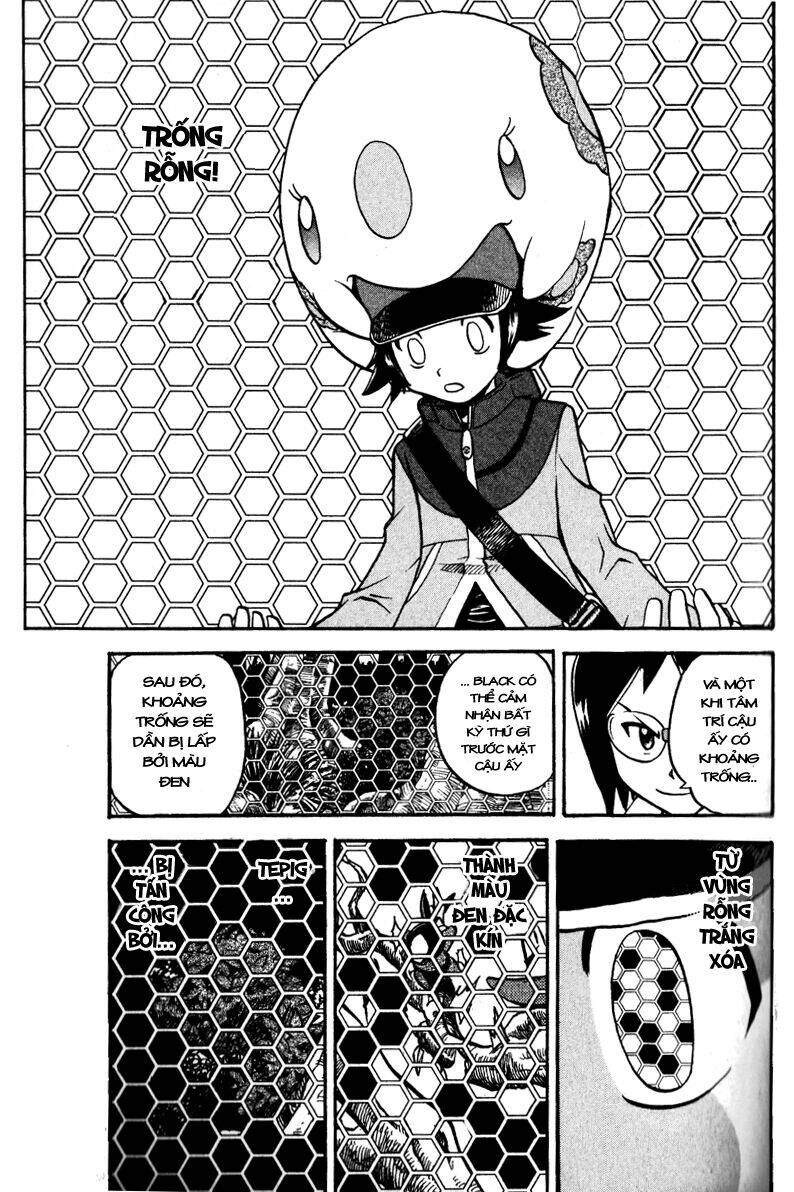 TRỐNG
RỖNG!
VÀ MỘT
KHI TÂM
TRÍ CẬU
ẤY CÓ
KHOẢNG
TRỐNG..
... BLACK CÓ
THỂ CẢM
NHẬN BẤT
KỲ THỨ GÌ
TRƯỚC MẶT
CẬU ẤY
SAU ĐÓ,
KHOẢNG
TRỐNG SẼ
DẦN BỊ LẤP
BỞI MÀU
ĐEN
TỪ
VÙNG
RỖNG
TRẮNG
XÓA
THÀNH
MÀU
ĐEN ĐẶC
KÍN
TEPIG
...
... BỊ
TẤN
CÔNG
BỞI...